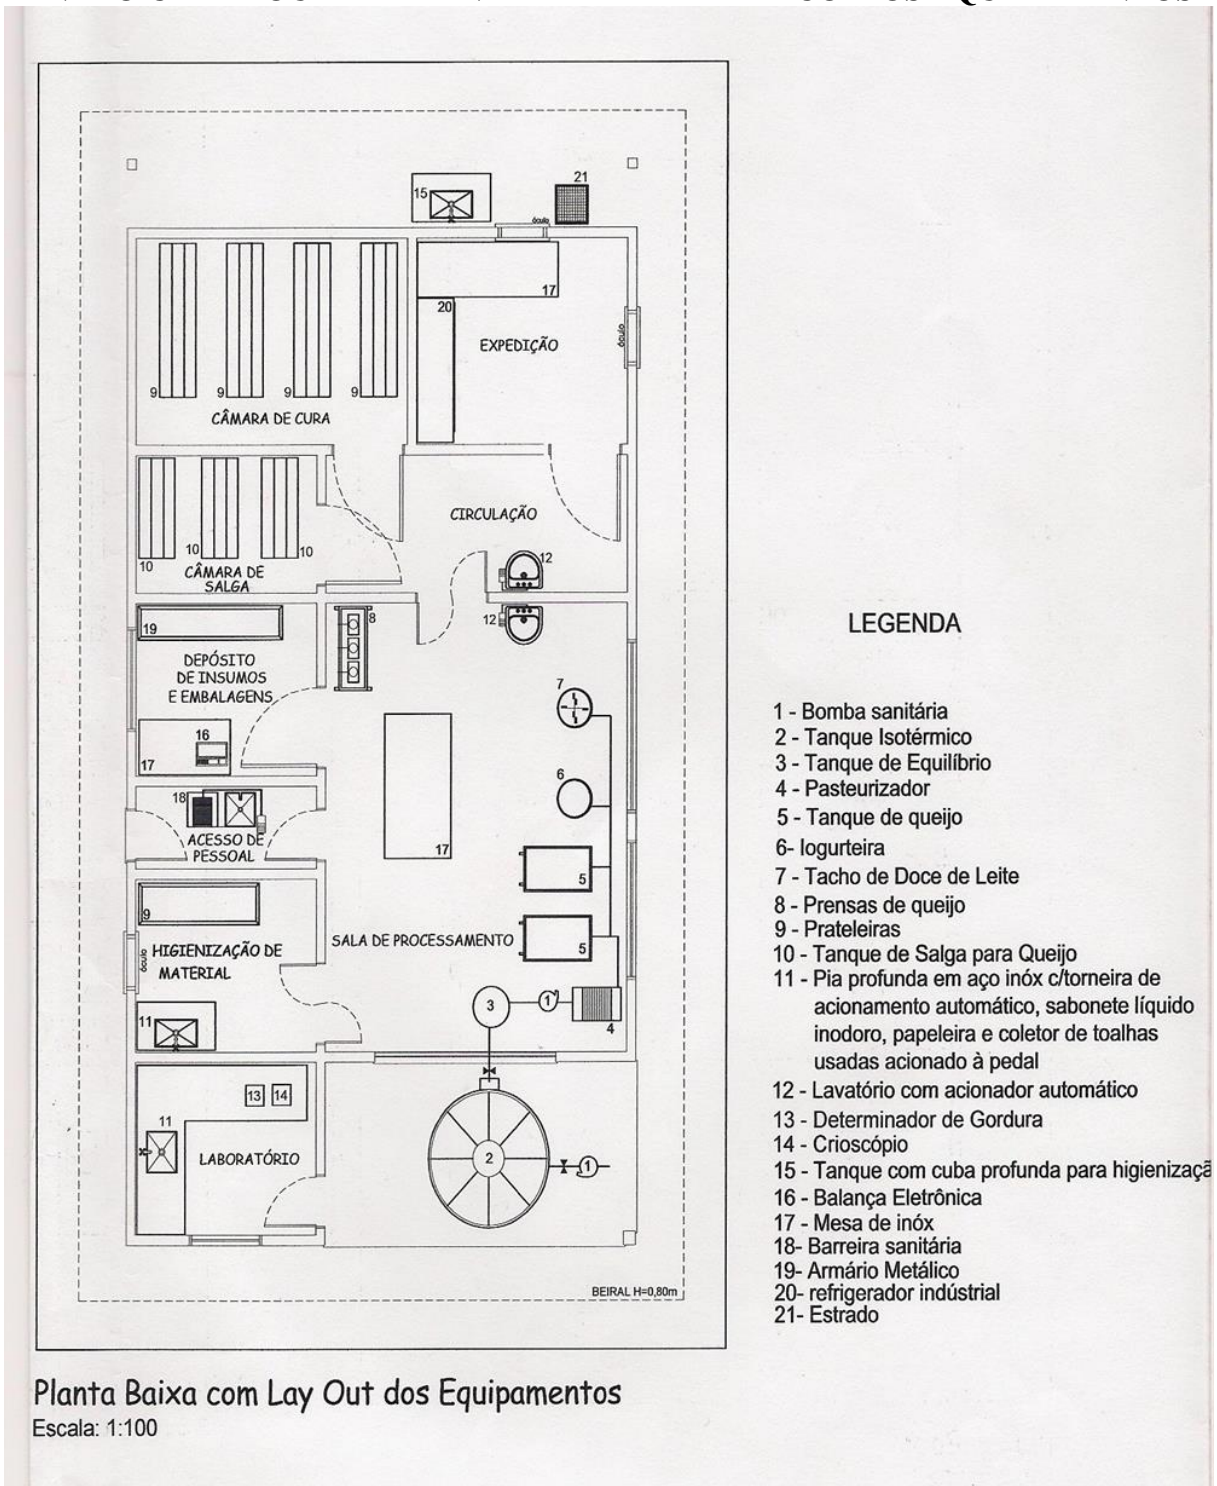 15
21
óculo
17
20
EXPEDIÇÃO
óculo
9
9
9
9
CÂMARA DE CURA
CIRCULAÇÃO
10
10
10
CÂMARA DE
SALGA
12
12
8
19
DEPÓSITO
DE INSUMOS
E EMBALAGENS
16
17
7
6
18
ACESSO DE
PESSOAL
17
5
5
9
HIGIENIZAÇÃO DE
MATERIAL
óculo
SALA DE PROCESSAMENTO
11
3
1
4
13
14
11
LABORATÓRIO
2
1
BEIRAL H=0,80m
LEGENDA
1 - Bomba sanitária
2 - Tanque Isotérmico
3 - Tanque de Equilíbrio
4 - Pasteurizador
5 - Tanque de queijo
6- Iogurteira
7 - Tacho de Doce de Leite
8 - Prensas de queijo
9 - Prateleiras
10 - Tanque de Salga para Queijo
11 - Pia profunda em aço inóx c/torneira de
acionamento automático, sabonete líquido
inodoro, papeleira e coletor de toalhas
usadas acionado à pedal
12 - Lavatório com acionador automático
13 - Determinador de Gordura
14 - Crioscópio
15 - Tanque com cuba profunda para higienizaçã
16 - Balança Eletrônica
17 - Mesa de inóx
18- Barreira sanitária
19- Armário Metálico
20- refrigerador indústrial
21- Estrado
Planta Baixa com Lay Out dos Equipamentos
Escala: 1:100